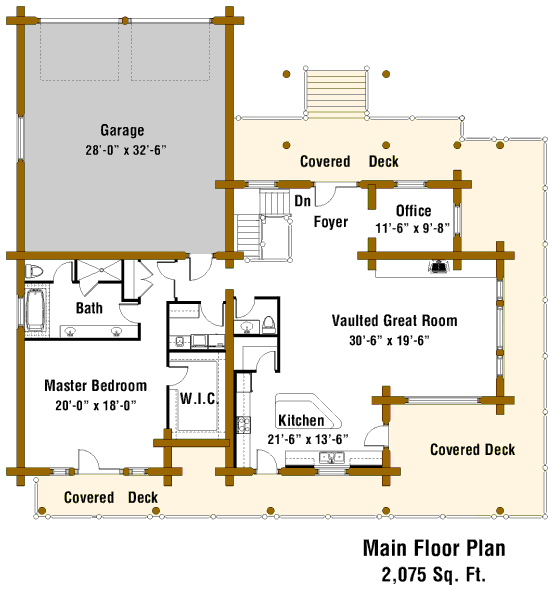 Garage
28'-0" x 32'-6"
Covered Deck
Dn
Foyer
Office
11'-6" x 9'-8"
Bath
Vaulted Great Room
30'-6" x 19'-6"
Master Bedroom
20'-0" x 18'-0"
W.I.C.
Kitchen
21'-6" x 13'-6"
Covered Deck
Covered Deck
Main Floor Plan
2,075 Sq. Ft.